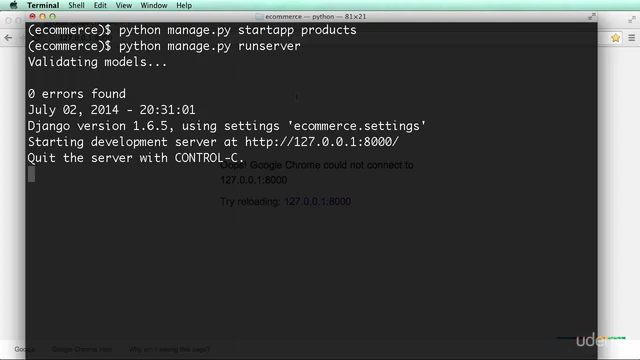 Terminal Shell Edit View Window Help
ecommerce — python — 81×21
(ecommerce)$ python manage.py startapp products
(ecommerce)$ python manage.py runserver
Validating models...
0 errors found
July 02, 2014 - 20:31:01
Django version 1.6.5, using settings 'ecommerce.settings'
Starting development server at http://127.0.0.1:8000/
Quit the server with CONTROL-C.
Oops! Google Chrome could not connect to
127.0.0.1:8000
Try reloading: 127.0.0.1:8000
Google Chrome Help Why am I seeing this page?